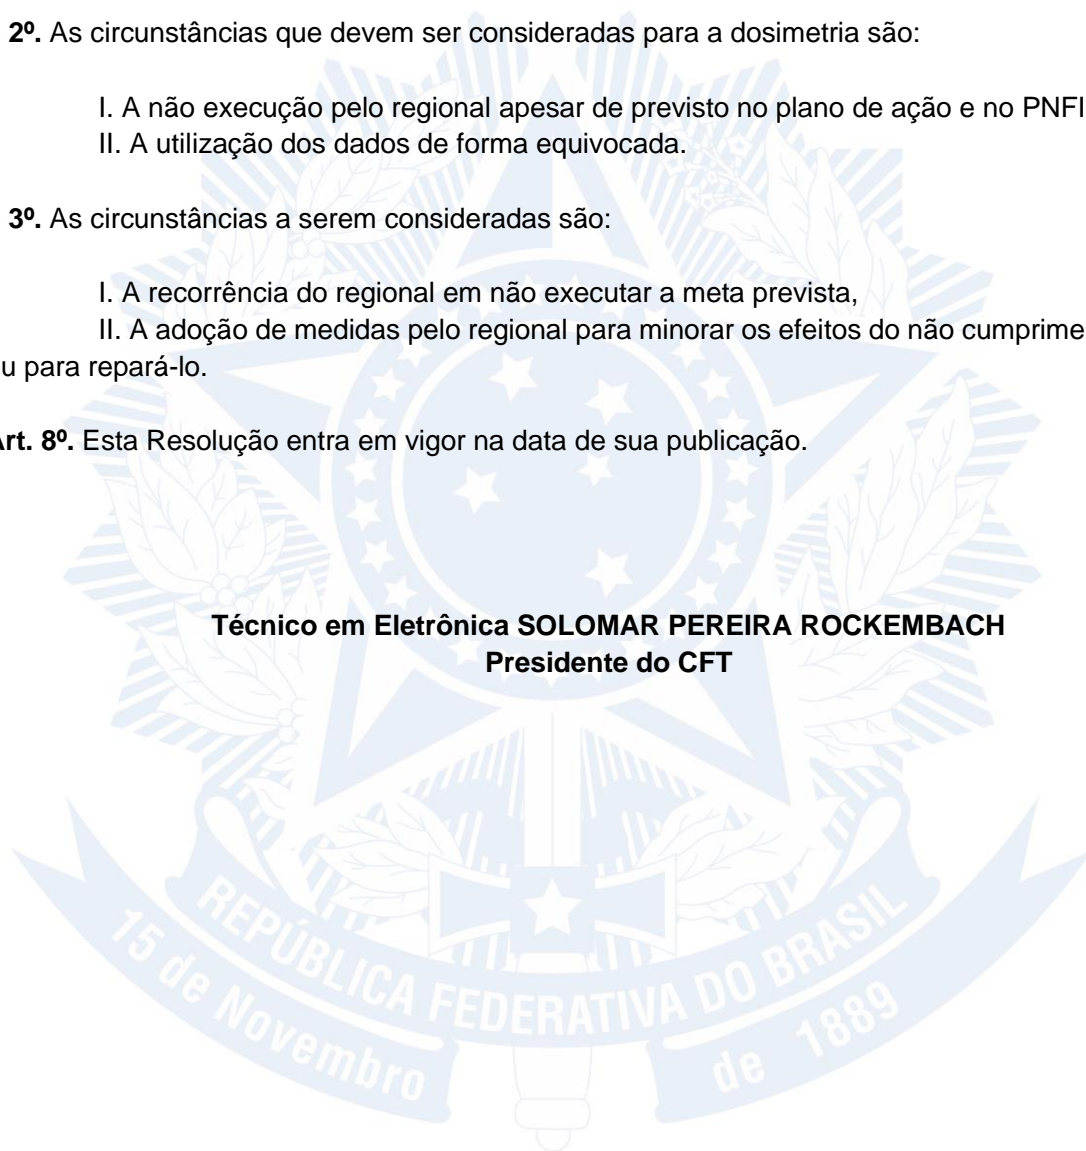 2º. As circunstâncias que devem ser consideradas para a dosimetria são:
I. A não execução pelo regional apesar de previsto no plano de ação e no PNFI
II. A utilização dos dados de forma equivocada.
3º. As circunstâncias a serem consideradas são:
I. A recorrência do regional em não executar a meta prevista,
II. A adoção de medidas pelo regional para minorar os efeitos do não cumprime
u para repará-lo.
rt. 8º. Esta Resolução entra em vigor na data de sua publicação.
Técnico em Eletrônica SOLOMAR PEREIRA ROCKEMBACH
Presidente do CFT
REPÚBLICA FEDERATIVA DO BRASIL
15 de Novembro de 1889